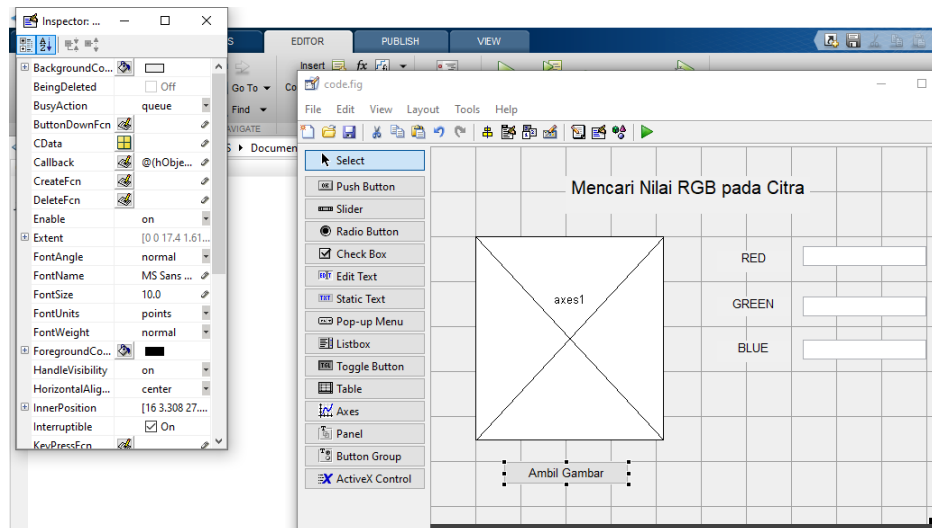 Inspector: ...
BackgroundCo...
BeingDeleted Off
BusyAction queue
ButtonDownFcn
CData
Callback @(hObje...
CreateFcn
DeleteFcn
Enable on
Extent [0 0 17.4 1.61...
FontAngle normal
FontName MS Sans ...
FontSize 10.0
FontUnits points
FontWeight normal
ForegroundCo...
HandleVisibility on
HorizontalAlig... center
InnerPosition [16 3.308 27....
Interruptible On
KeyPressFcn
S EDITOR PUBLISH VIEW
Insert fx
Go To Co
Find
AVIGATE
S Documen
code.fig
File Edit View Layout Tools Help
Select
Push Button
Slider
Radio Button
Check Box
Edit Text
Static Text
Pop-up Menu
Listbox
Toggle Button
Table
Axes
Panel
Button Group
ActiveX Control
Mencari Nilai RGB pada Citra
axes1
RED
GREEN
BLUE
Ambil Gambar